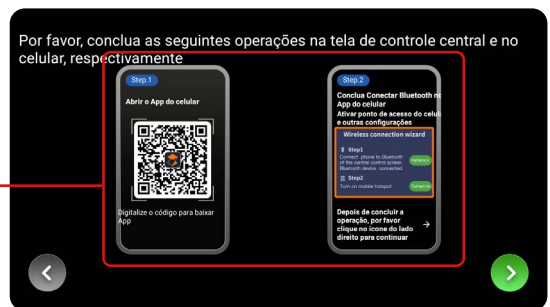 Por favor, conclua as seguintes operações na tela de controle central e no
celular, respectivamente
Step.1
Abrir o App do celular
Digitalize o código para baixar
App
Step.2
Conclua Conectar Bluetooth no
App do celular
Ativar ponto de acesso do celul
e outras configurações
Wireless connection wizard
Step1
Connect phone to Bluetooth
of the central control screen
Bluetooth device connected.
Step2
Turn on mobile hotspot
Depois de concluir a
operação, por favor
clique no ícone do lado
direito para continuar